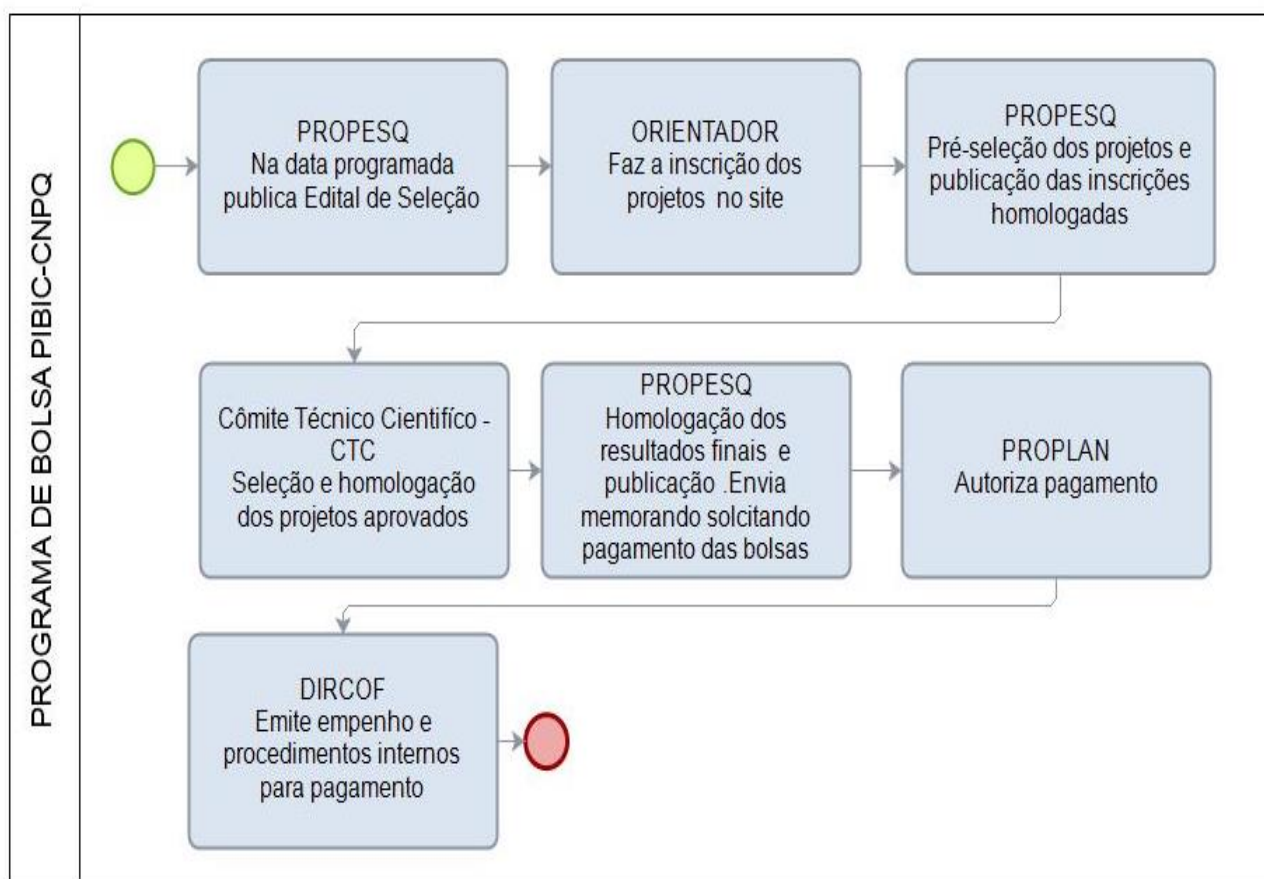 PROGRAMA DE BOLSA PIBIC-CNPQ
PROPESQ
Na data programada
publica Edital de Seleção
ORIENTADOR
Faz a inscrição dos
projetos no site
PROPESQ
Pré-seleção dos projetos e
publicação das inscrições
homologadas
Cômite Técnico Científíco -
CTC
Seleção e homologação
dos projetos aprovados
PROPESQ
Homologação dos
resultados finais e
publicação .Envia
memorando solcitando
pagamento das bolsas
PROPLAN
Autoriza pagamento
DIRCOF
Emite empenho e
procedimentos internos
para pagamento